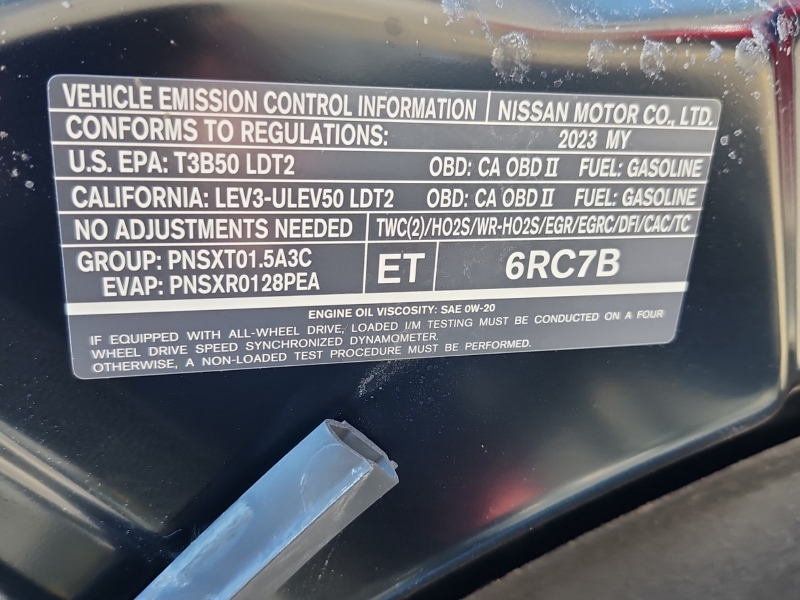 VEHICLE EMISSION CONTROL INFORMATION NISSAN MOTOR CO., LTD.
CONFORMS TO REGULATIONS: 2023 MY
U.S. EPA: T3B50 LDT2 OBD: CA OBD II FUEL: GASOLINE
CALIFORNIA: LEV3-ULEV50 LDT2 OBD: CA OBD II FUEL: GASOLINE
NO ADJUSTMENTS NEEDED TWC(2)/HO2S/WR-HO2S/EGR/EGRC/DFI/CAC/TC
GROUP: PNSXT01.5A3C ET 6RC7B
EVAP: PNSXR0128PEA
ENGINE OIL VISCOSITY: SAE 0W-20
IF EQUIPPED WITH ALL-WHEEL DRIVE, LOADED I/M TESTING MUST BE CONDUCTED ON A FOUR
WHEEL DRIVE SPEED SYNCHRONIZED DYNAMOMETER.
OTHERWISE, A NON-LOADED TEST PROCEDURE MUST BE PERFORMED.